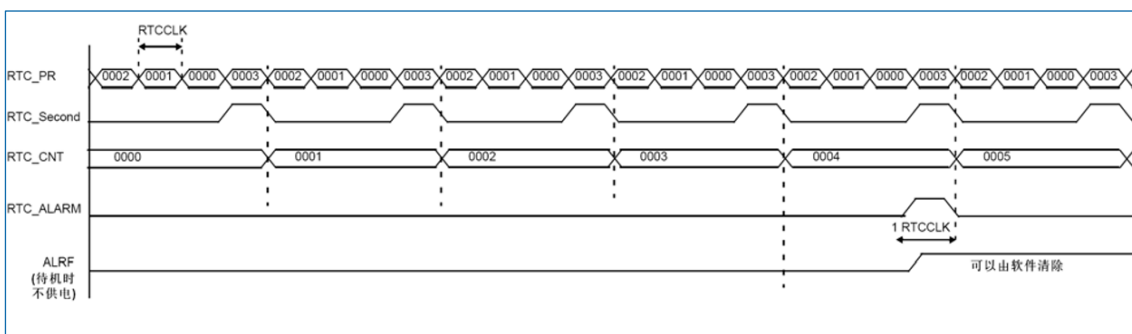 RTCCLK
RTC_PR 0002 0001 0000 0003 0002 0001 0000 0003 0002 0001 0000 0003 0002 0001 0000 0003 0002 0001 0000 0003 0002 0001 0000 0003
RTC_Second
RTC_CNT 0000 0001 0002 0003 0004 0005
RTC_ALARM
1 RTCCLK
ALRF 可以由软件清除
(待机时
不供电)